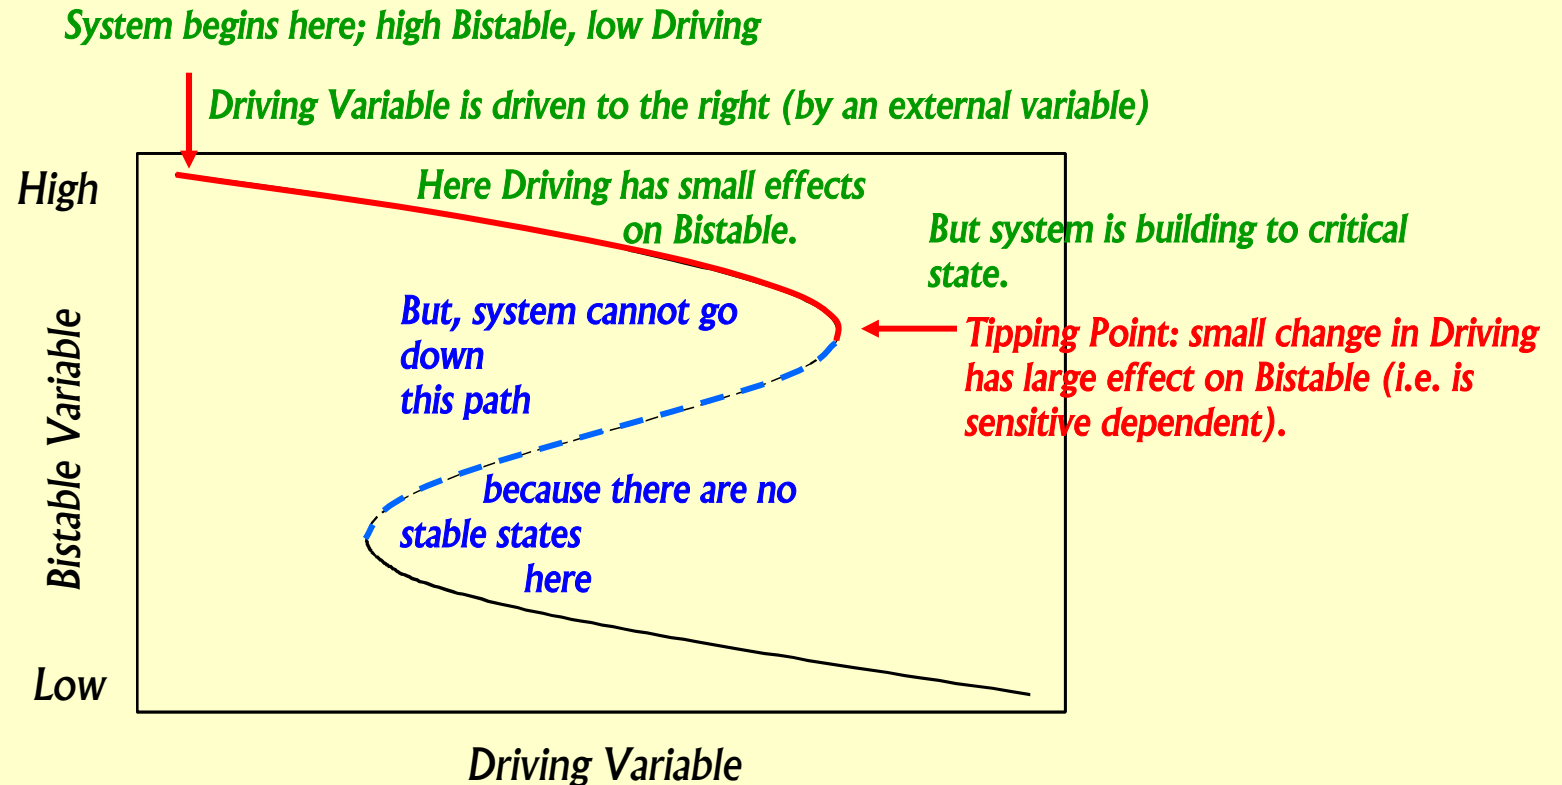 System begins here; high Bistable, low Driving
Driving Variable is driven to the right (by an external variable)
High
Here Driving has small effects
on Bistable.
But system is building to critical
state.
But, system cannot go
down
this path
Tipping Point: small change in Driving
has large effect on Bistable (i.e. is
sensitive dependent).
Bistable Variable
because there are no
stable states
here
Low
Driving Variable